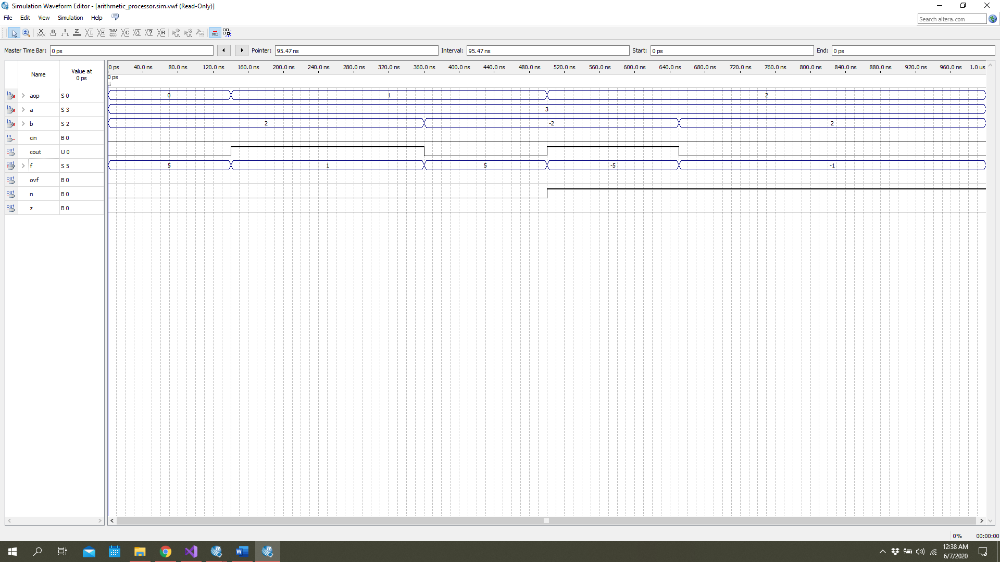 Simulation Waveform Editor - [arithmetic_processor.sim.vwf (Read-Only)]
File Edit View Simulation Help
Search altera.com
Master Time Bar: 0 ps Pointer: 95.47 ns Interval: 95.47 ns Start: 0 ps End: 0 ps
Name Value at 0 ps
0 ps 40.0 ns 80.0 ns 120.0 ns 160.0 ns 200.0 ns 240.0 ns 280.0 ns 320.0 ns 360.0 ns 400.0 ns 440.0 ns 480.0 ns 520.0 ns 560.0 ns 600.0 ns 640.0 ns 680.0 ns 720.0 ns 760.0 ns 800.0 ns 840.0 ns 880.0 ns 920.0 ns 960.0 ns 1.0 us
0 ps
aop S 0 0 1 2
a S 3 3
b S 2 2 -2 2
cin B 0
cout U 0
f S 5 5 1 5 -5 -1
ovf B 0
n B 0
z B 0
0% 00:00:00
12:38 AM
6/7/2020